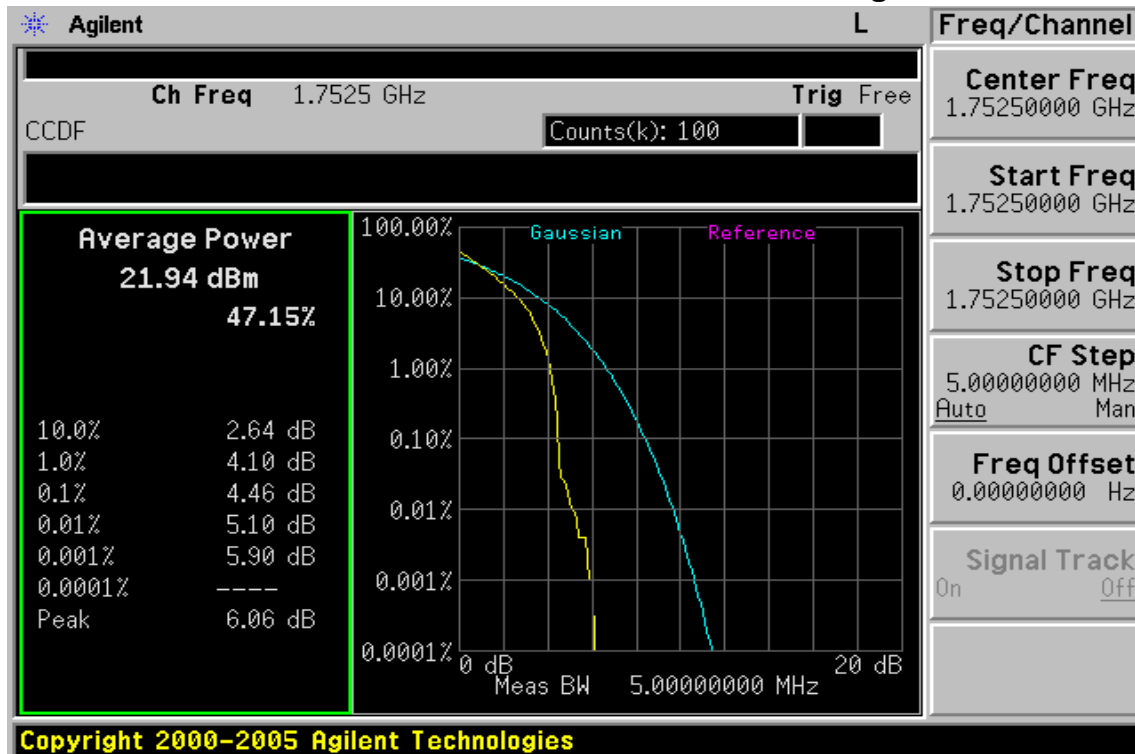 Agilent L
Ch Freq 1.7525 GHz Trig Free
CCDF Counts(k): 100
Average Power
21.94 dBm
47.15%
10.0% 2.64 dB
1.0% 4.10 dB
0.1% 4.46 dB
0.01% 5.10 dB
0.001% 5.90 dB
0.0001% ----
Peak 6.06 dB
Gaussian Reference
100.00%
10.00%
1.00%
0.10%
0.01%
0.001%
0.0001%
0 dB 20 dB
Meas BW 5.00000000 MHz
Freq/Channel
Center Freq
1.75250000 GHz
Start Freq
1.75250000 GHz
Stop Freq
1.75250000 GHz
CF Step
5.00000000 MHz
Auto Man
Freq Offset
0.00000000 Hz
Signal Track
On Off
Copyright 2000-2005 Agilent Technologies